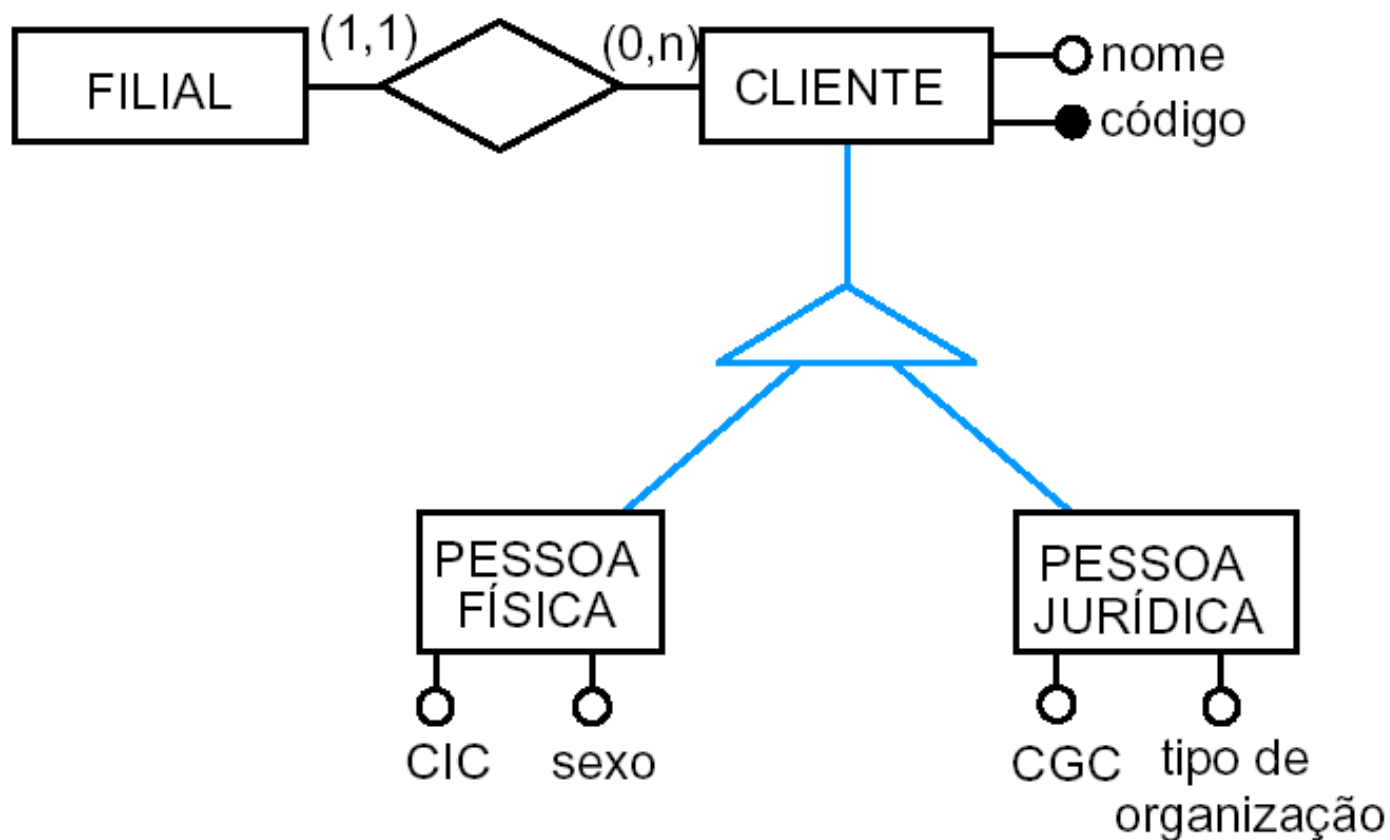 (1,1)
(0,n)
FILIAL
CLIENTE
nome
código
PESSOA
FÍSICA
PESSOA
JURÍDICA
CIC
sexo
CGC
tipo de
organização